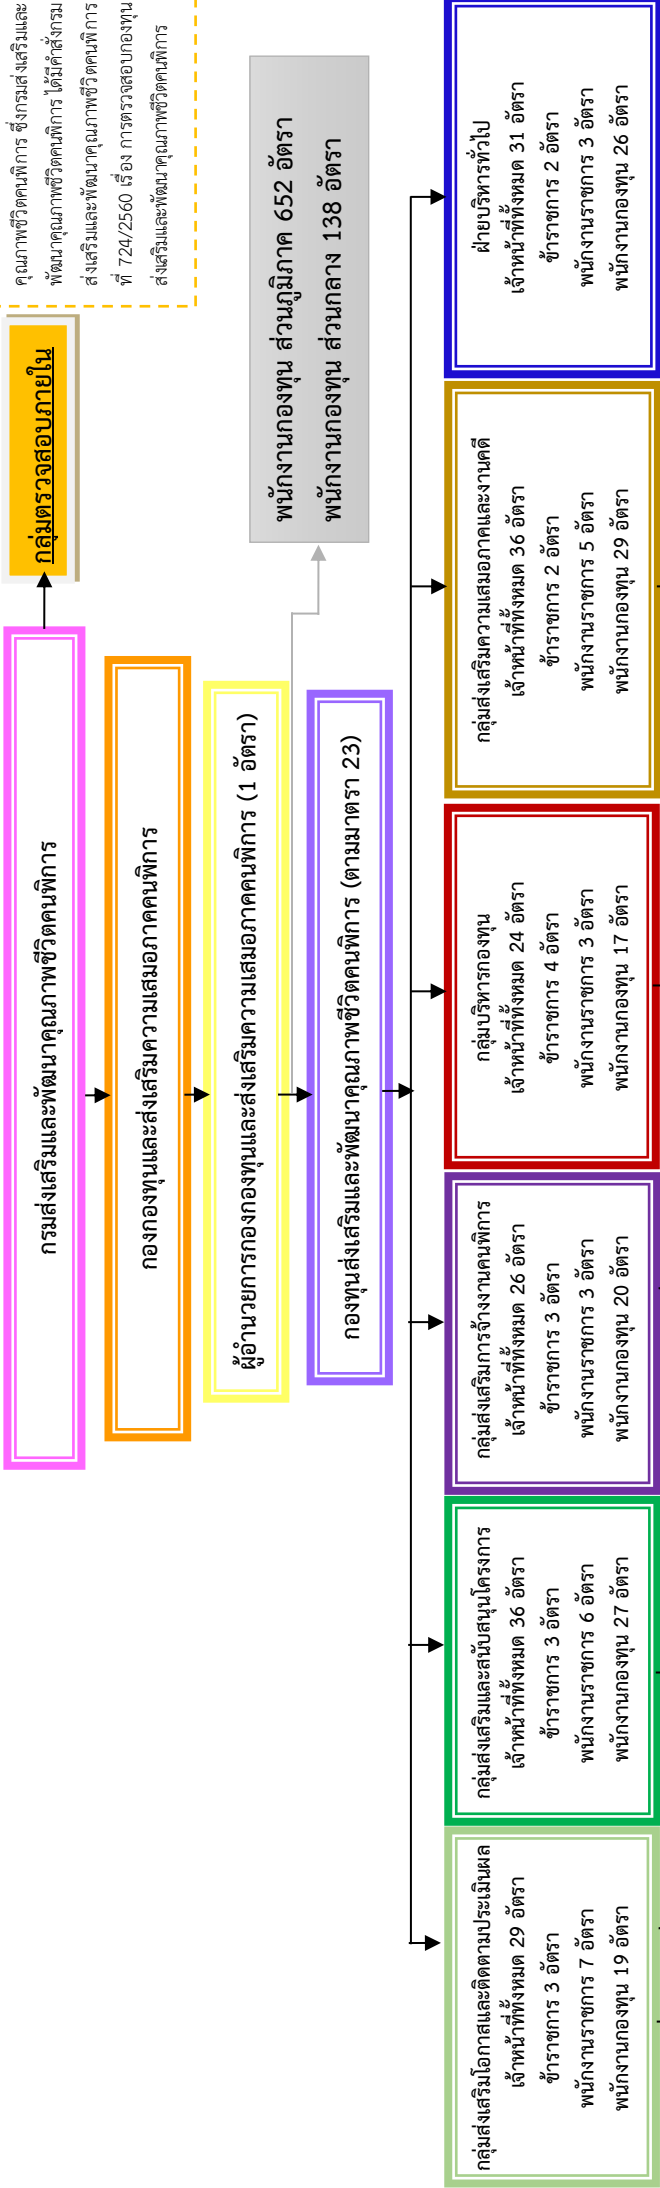 คุณภาพชีวิตคนพิการ ซึ่งกรมส่งเสริมและ
พัฒนาคุณภาพชีวิตคนพิการ ได้มีคำสั่งกรม
ส่งเสริมและพัฒนาคุณภาพชีวิตคนพิการ
ที่ 724/2560 เรื่อง การตรวจสอบกองทุน
ส่งเสริมและพัฒนาคุณภาพชีวิตคนพิการ
กลุ่มตรวจสอบภายใน
กรมส่งเสริมและพัฒนาคุณภาพชีวิตคนพิการ
กองกองทุนและส่งเสริมความเสมอภาคคนพิการ
ผู้อำนวยการกองกองทุนและส่งเสริมความเสมอภาคคนพิการ (1 อัตรา)
พนักงานกองทุน ส่วนภูมิภาค 652 อัตรา
พนักงานกองทุน ส่วนกลาง 138 อัตรา
กองทุนส่งเสริมและพัฒนาคุณภาพชีวิตคนพิการ (ตามมาตรา 23)
กลุ่มส่งเสริมโอกาสและติดตามประเมินผล
เจ้าหน้าที่ทั้งหมด 29 อัตรา
ข้าราชการ 3 อัตรา
พนักงานราชการ 7 อัตรา
พนักงานกองทุน 19 อัตรา
กลุ่มส่งเสริมและสนับสนุนโครงการ
เจ้าหน้าที่ทั้งหมด 36 อัตรา
ข้าราชการ 3 อัตรา
พนักงานราชการ 6 อัตรา
พนักงานกองทุน 27 อัตรา
กลุ่มส่งเสริมการจ้างงานคนพิการ
เจ้าหน้าที่ทั้งหมด 26 อัตรา
ข้าราชการ 3 อัตรา
พนักงานราชการ 3 อัตรา
พนักงานกองทุน 20 อัตรา
กลุ่มบริหารกองทุน
เจ้าหน้าที่ทั้งหมด 24 อัตรา
ข้าราชการ 4 อัตรา
พนักงานราชการ 3 อัตรา
พนักงานกองทุน 17 อัตรา
กลุ่มส่งเสริมความเสมอภาคและงานคดี
เจ้าหน้าที่ทั้งหมด 36 อัตรา
ข้าราชการ 2 อัตรา
พนักงานราชการ 5 อัตรา
พนักงานกองทุน 29 อัตรา
ฝ่ายบริหารทั่วไป
เจ้าหน้าที่ทั้งหมด 31 อัตรา
ข้าราชการ 2 อัตรา
พนักงานราชการ 3 อัตรา
พนักงานกองทุน 26 อัตรา